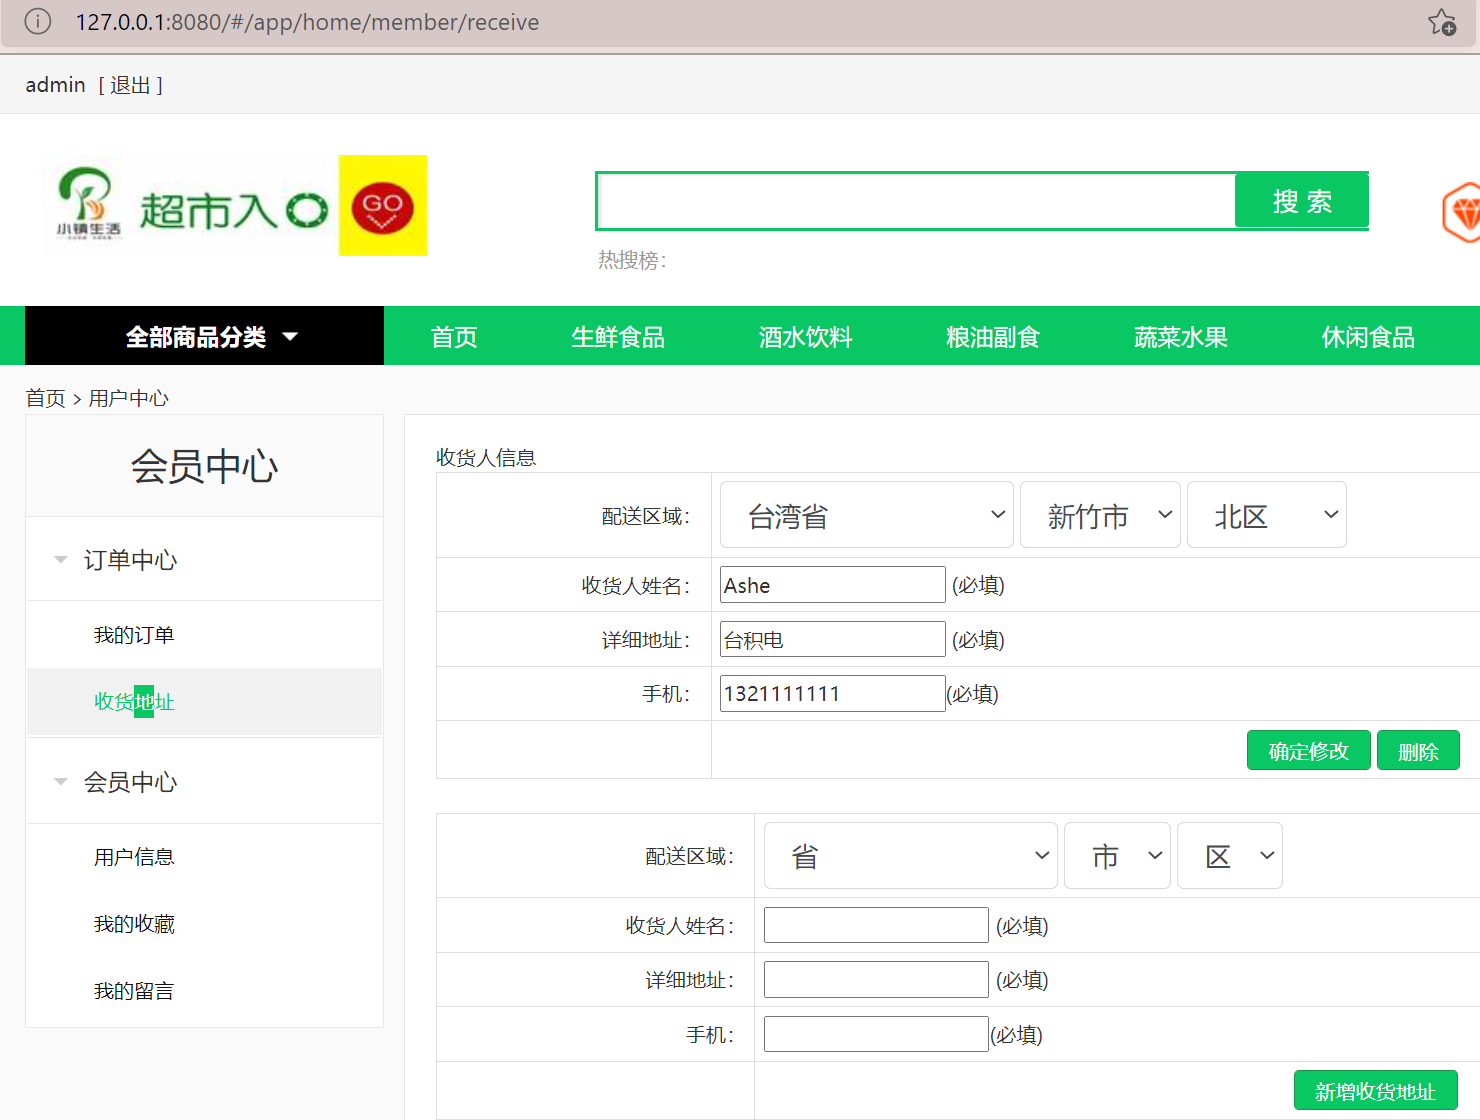 127.0.0.1:8080/#/app/home/member/receive
admin [ 退出 ]
小镇生活
超市入口
GO
搜 索
热搜榜:
全部商品分类
首页
生鲜食品
酒水饮料
粮油副食
蔬菜水果
休闲食品
首页 > 用户中心
会员中心
订单中心
我的订单
收货地址
会员中心
用户信息
我的收藏
我的留言
收货人信息
配送区域:
台湾省
新竹市
北区
收货人姓名:
Ashe
(必填)
详细地址:
台积电
(必填)
手机:
1321111111
(必填)
确定修改
删除
配送区域:
省
市
区
收货人姓名:
(必填)
详细地址:
(必填)
手机:
(必填)
新增收货地址